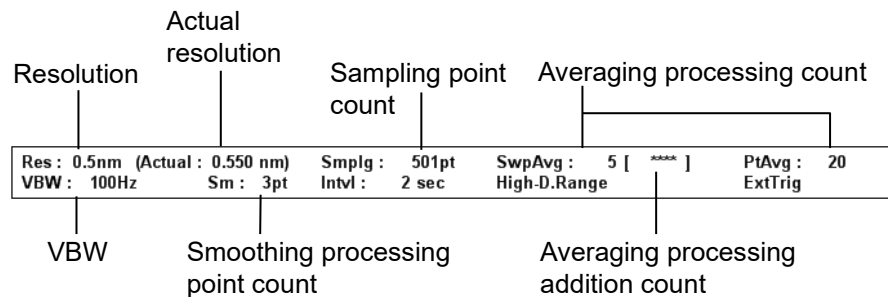 Actual
resolution
Resolution
Sampling point
count
Averaging processing count
Res : 0.5nm (Actual : 0.550 nm) Smplg : 501pt SwpAvg : 5 [ **** ] PtAvg : 20
VBW : 100Hz Sm : 3pt Intvl : 2 sec High-D.Range ExtTrig
VBW
Smoothing processing
point count
Averaging processing
addition count